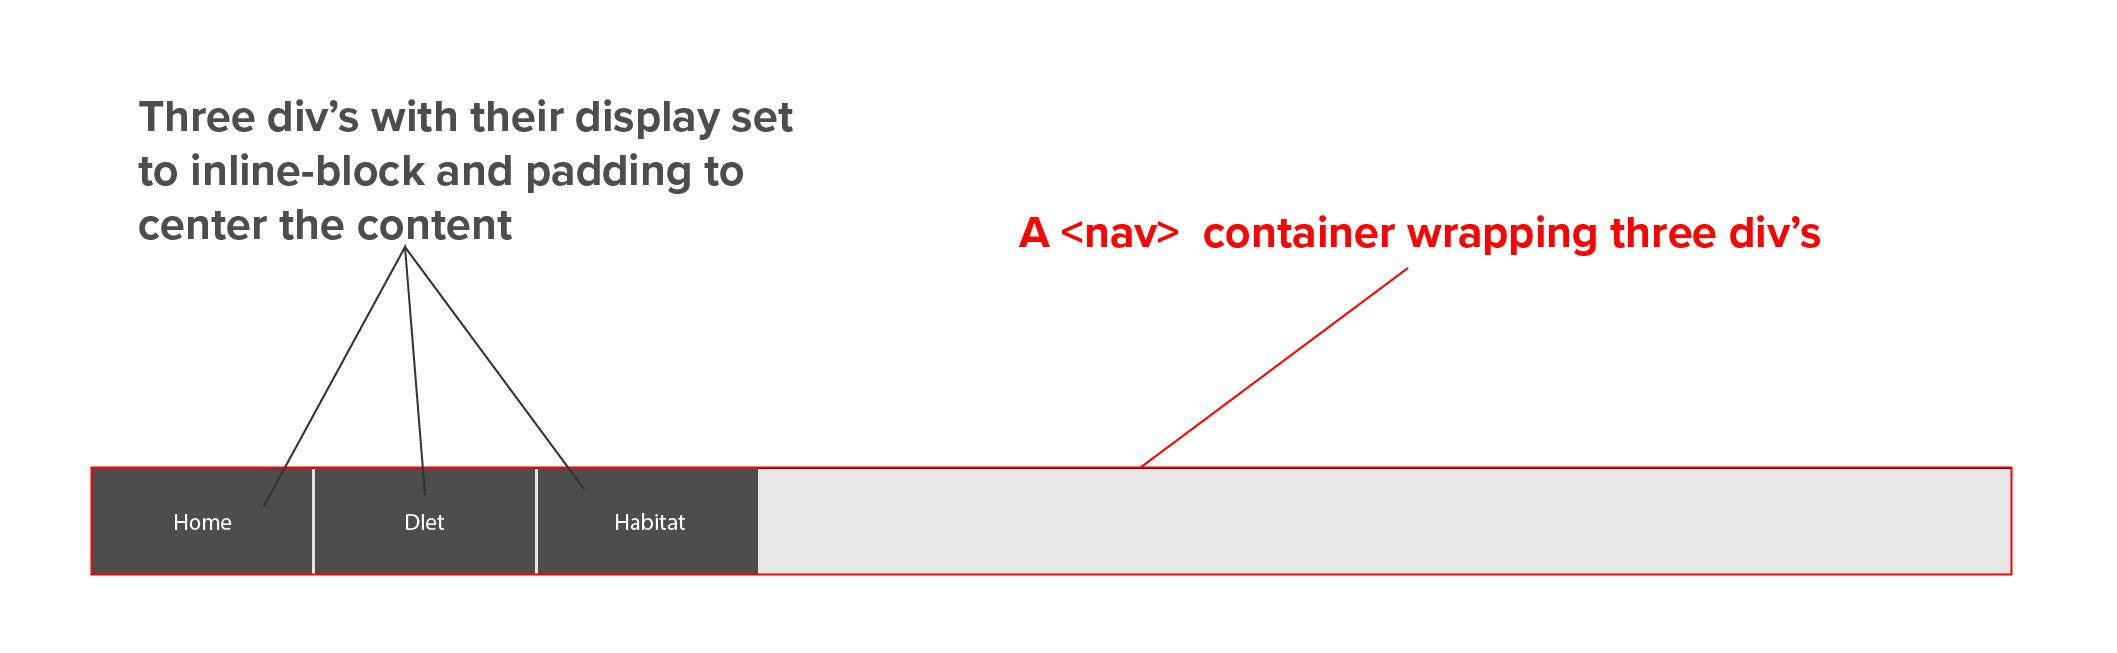 Three div’s with their display set
to inline-block and padding to
center the content
A <nav>  container wrapping three div’s
Home
DIet
Habitat